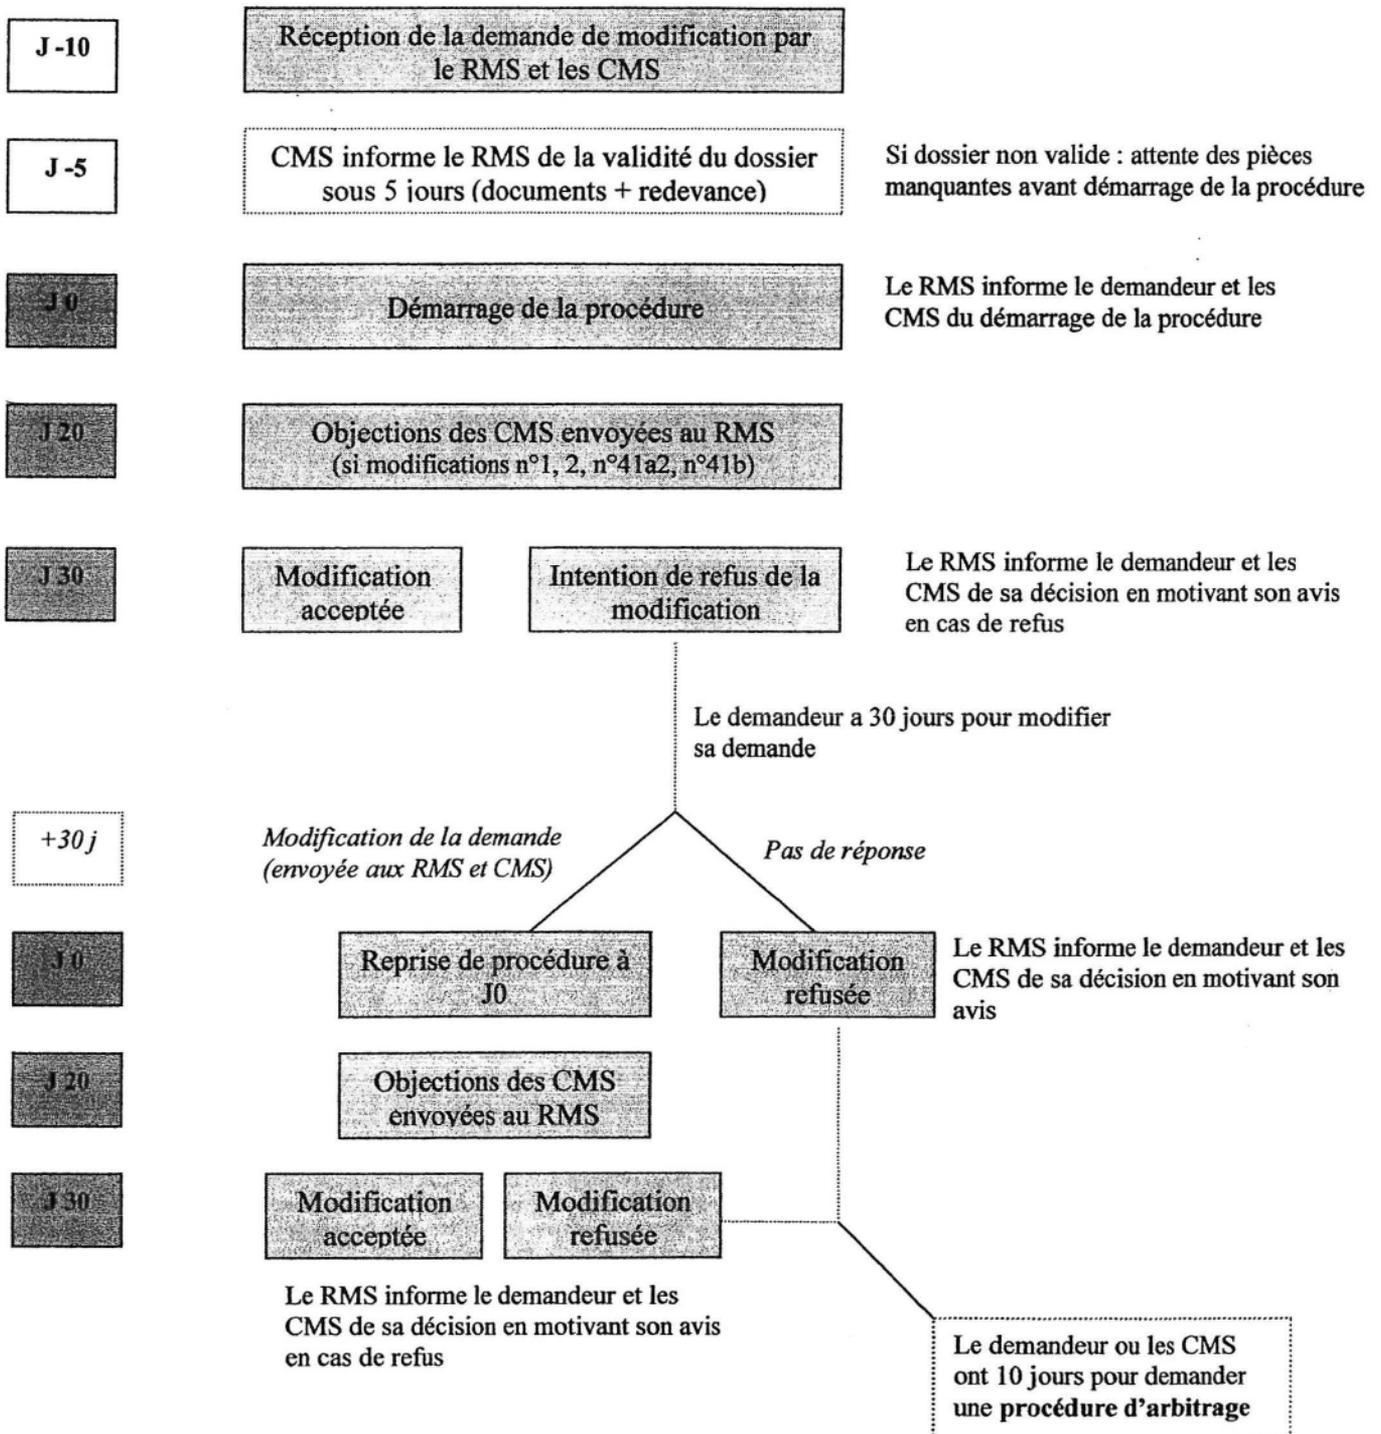 J -10
Réception de la demande de modification par
le RMS et les CMS
J -5
CMS informe le RMS de la validité du dossier
sous 5 jours (documents + redevance)
Si dossier non valide : attente des pièces
manquantes avant démarrage de la procédure
J 0
Démarrage de la procédure
Le RMS informe le demandeur et les
CMS du démarrage de la procédure
J 20
Objections des CMS envoyées au RMS
(si modifications n°1, 2, n°41a2, n°41b)
J 30
Modification
acceptée
Intention de refus de la
modification
Le RMS informe le demandeur et les
CMS de sa décision en motivant son avis
en cas de refus
Le demandeur a 30 jours pour modifier
sa demande
+30 j
Modification de la demande
(envoyée aux RMS et CMS)
Pas de réponse
J 0
Reprise de procédure à
J0
Modification
refusée
Le RMS informe le demandeur et les
CMS de sa décision en motivant son
avis
J 20
Objections des CMS
envoyées au RMS
J 30
Modification
acceptée
Modification
refusée
Le RMS informe le demandeur et les
CMS de sa décision en motivant son avis
en cas de refus
Le demandeur ou les CMS
ont 10 jours pour demander
une procédure d'arbitrage